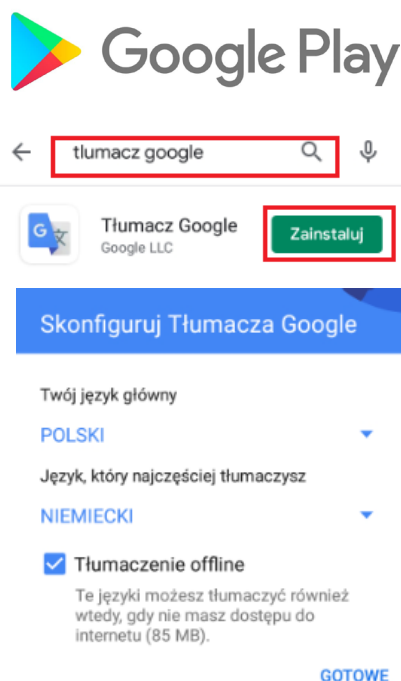 Google Play
tlumacz google
Tłumacz Google
Google LLC
Zainstaluj
Skonfiguruj Tłumacza Google
Twój język główny
POLSKI
Język, który najczęściej tłumaczysz
NIEMIECKI
Tłumaczenie offline
Te języki możesz tłumaczyć również
wtedy, gdy nie masz dostępu do
internetu (85 MB).
GOTOWE